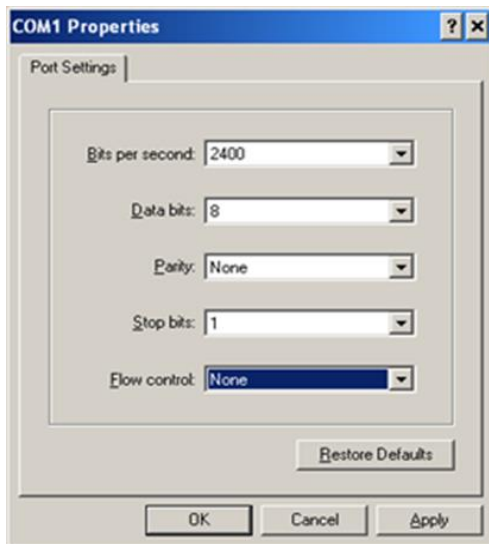 COM1 Properties
Port Settings
Bits per second: 2400
Data bits: 8
Parity: None
Stop bits: 1
Flow control: None
Restore Defaults
OK Cancel Apply